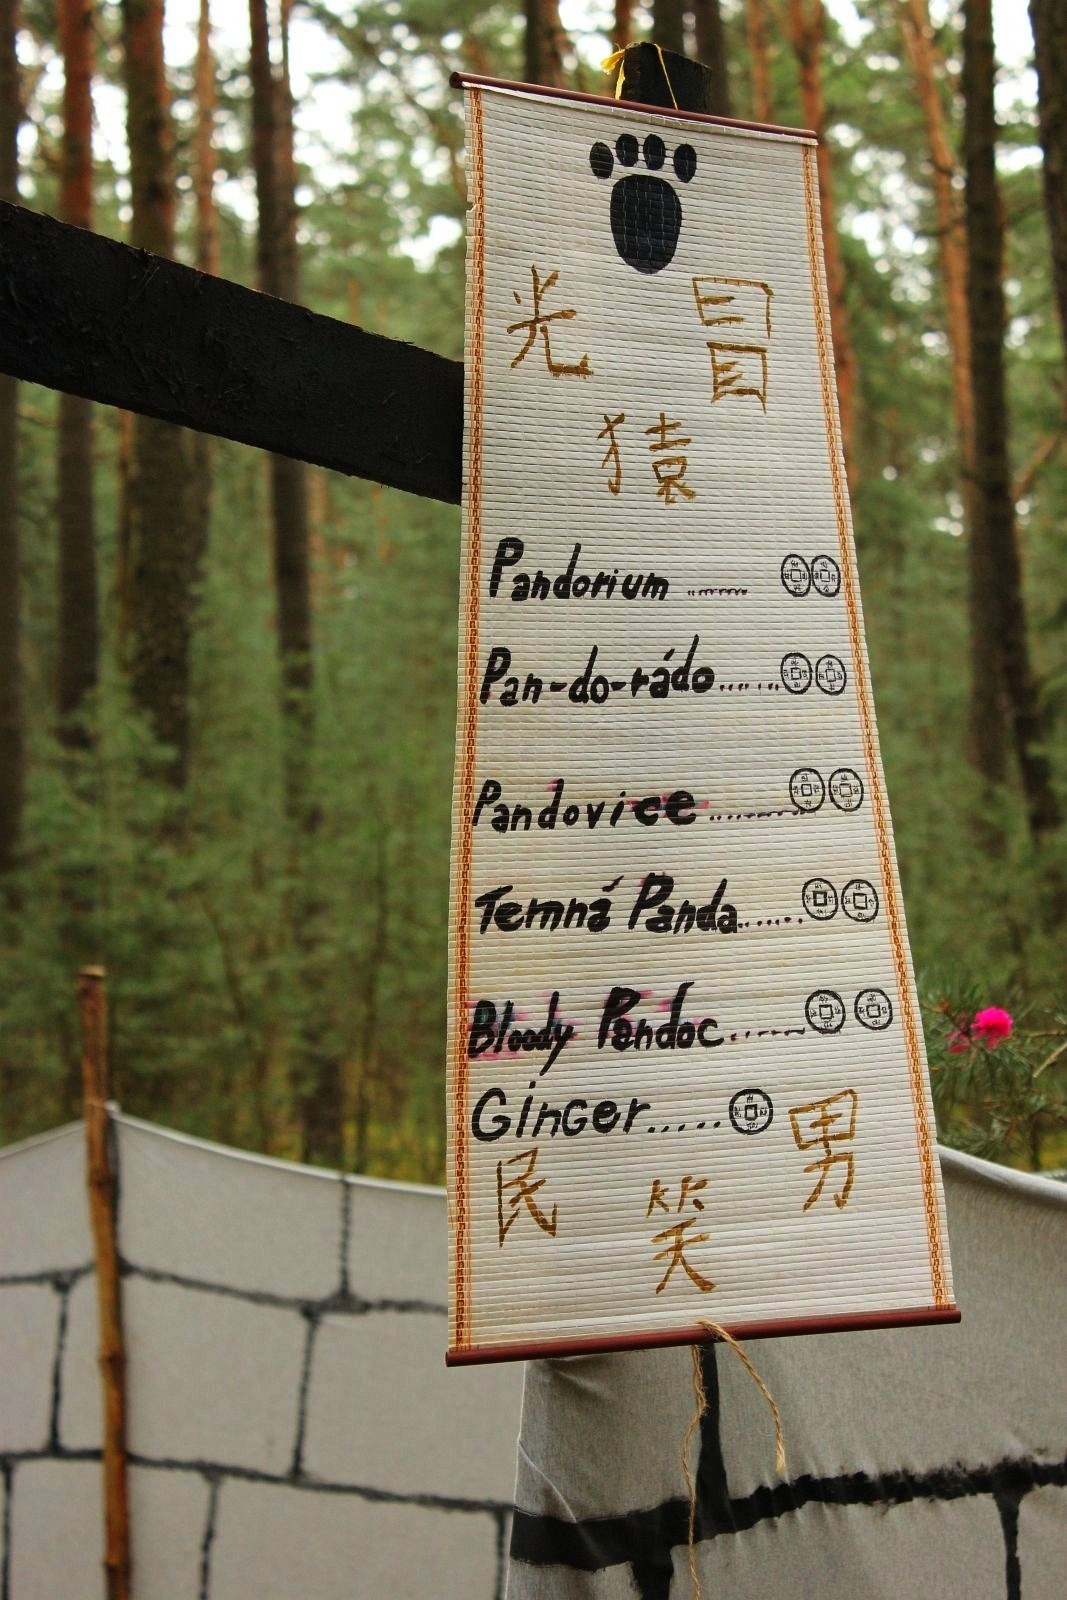 光 冒
猿
Pandorium ........
Pan-do-rádo......
Pandovice ..........
Temná Panda......
Bloody Pandoc......
Ginger.....
民 笑 男